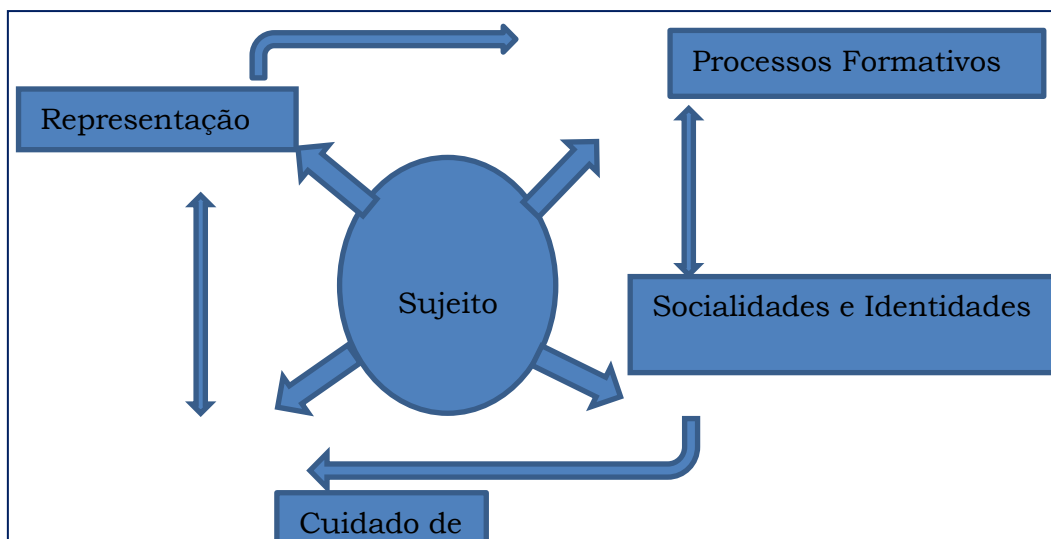 Processos Formativos
Representação
Sujeito
Socialidades e Identidades
Cuidado de